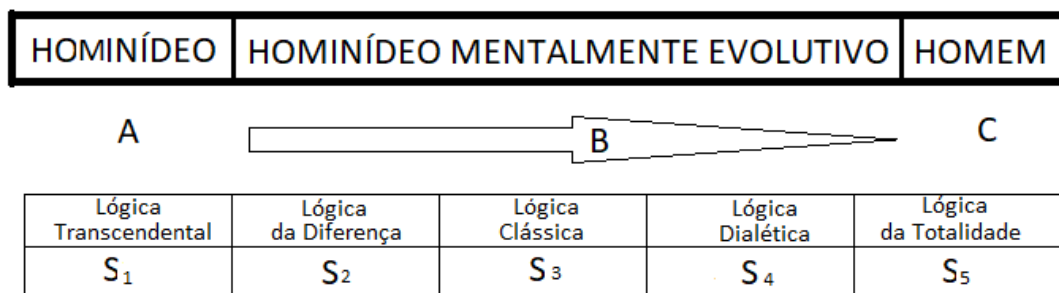 HOMINÍDEO HOMINÍDEO MENTALMENTE EVOLUTIVO HOMEM
A B C
Lógica Lógica Lógica Lógica Lógica
Transcendental da Diferença Clássica Dialética da Totalidade
S1 S2 S3 S4 S5